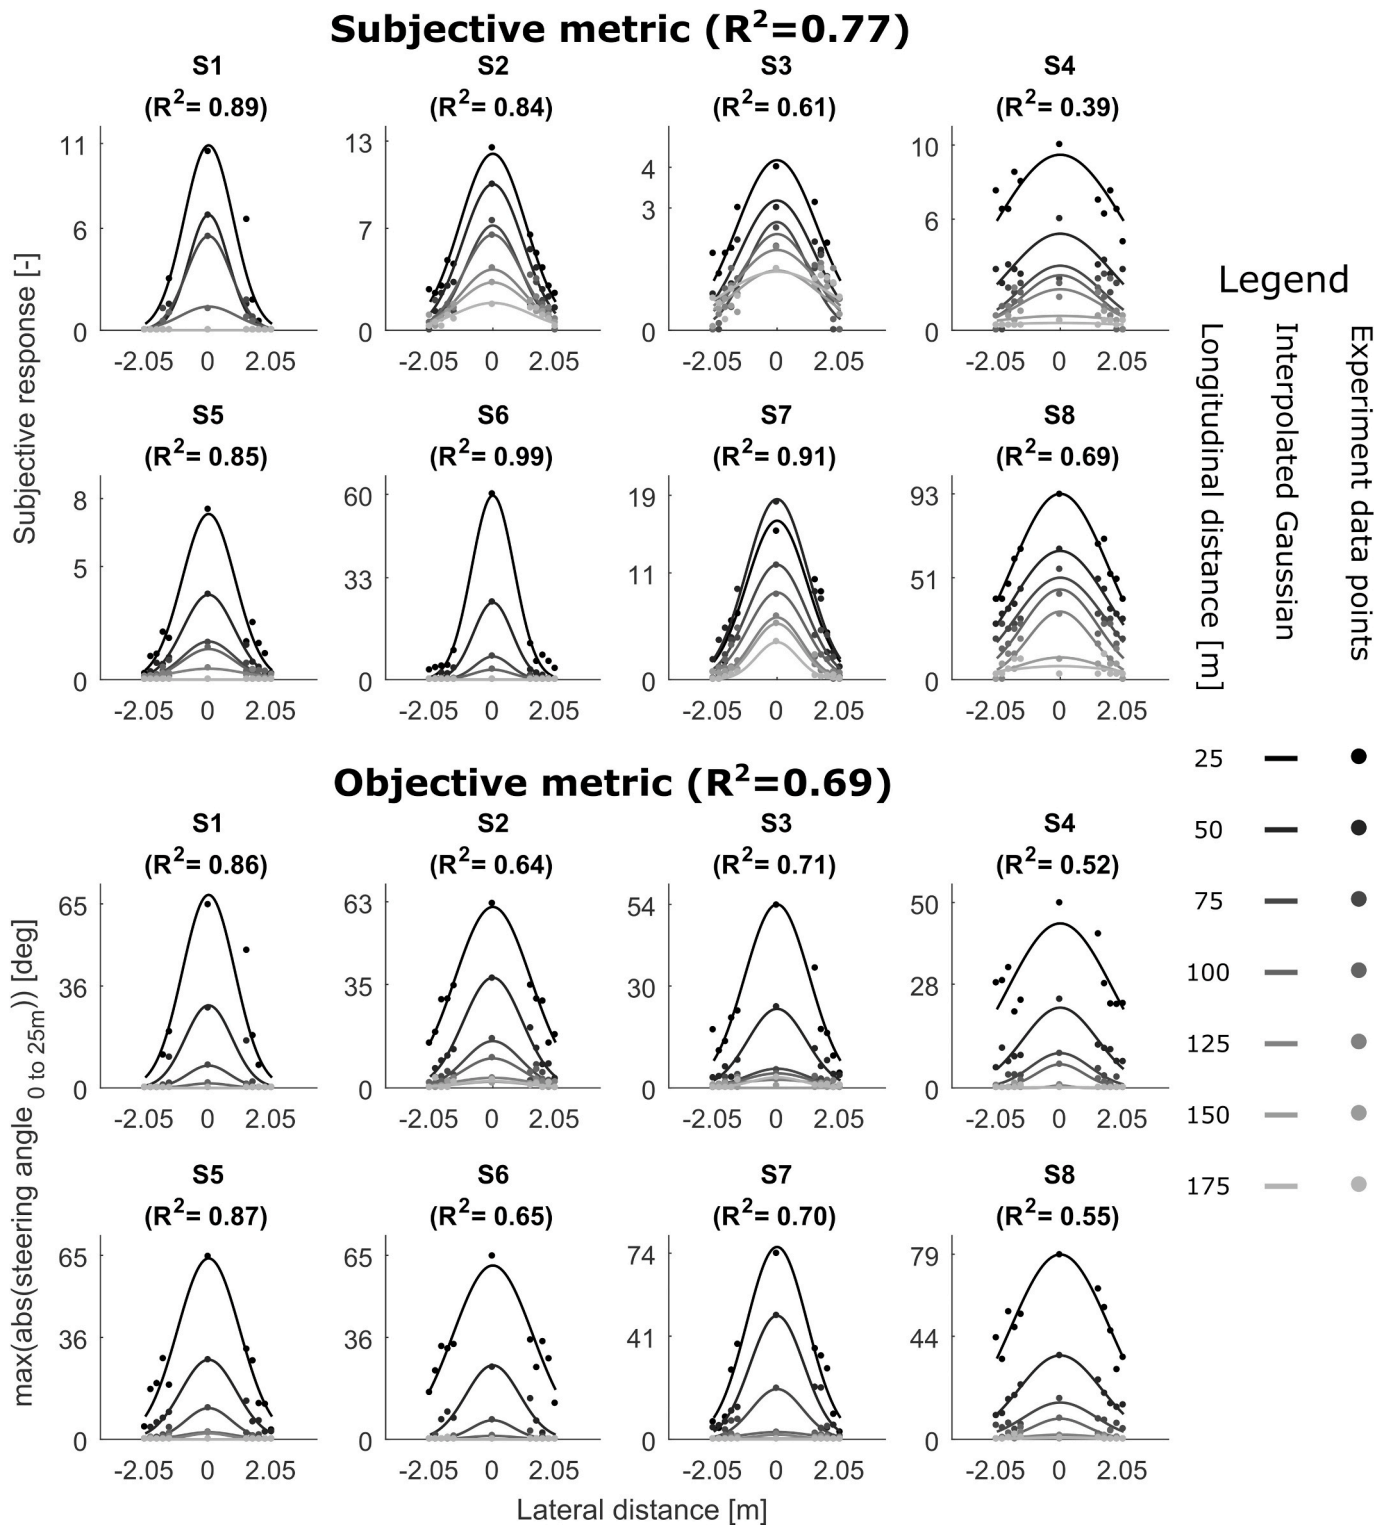 Subjective metric (R²=0.77)
S1 S2 S3 S4
(R²= 0.89) (R²= 0.84) (R²= 0.61) (R²= 0.39)
11 13 4 10
6 7 3 6
0 0 0 0
-2.05 0 2.05 -2.05 0 2.05 -2.05 0 2.05 -2.05 0 2.05
Subjective response [-]
S5 S6 S7 S8
(R²= 0.85) (R²= 0.99) (R²= 0.91) (R²= 0.69)
8 60 19 93
5 33 11 51
0 0 0 0
-2.05 0 2.05 -2.05 0 2.05 -2.05 0 2.05 -2.05 0 2.05
Objective metric (R²=0.69)
S1 S2 S3 S4
(R²= 0.86) (R²= 0.64) (R²= 0.71) (R²= 0.52)
65 63 54 50
36 35 30 28
0 0 0 0
-2.05 0 2.05 -2.05 0 2.05 -2.05 0 2.05 -2.05 0 2.05
max(abs(steering angle 0 to 25m)) [deg]
S5 S6 S7 S8
(R²= 0.87) (R²= 0.65) (R²= 0.70) (R²= 0.55)
65 65 74 79
36 36 41 44
0 0 0 0
-2.05 0 2.05 -2.05 0 2.05 -2.05 0 2.05 -2.05 0 2.05
Lateral distance [m]
Legend
Longitudinal distance [m]
Interpolated Gaussian
Experiment data points
25
50
75
100
125
150
175